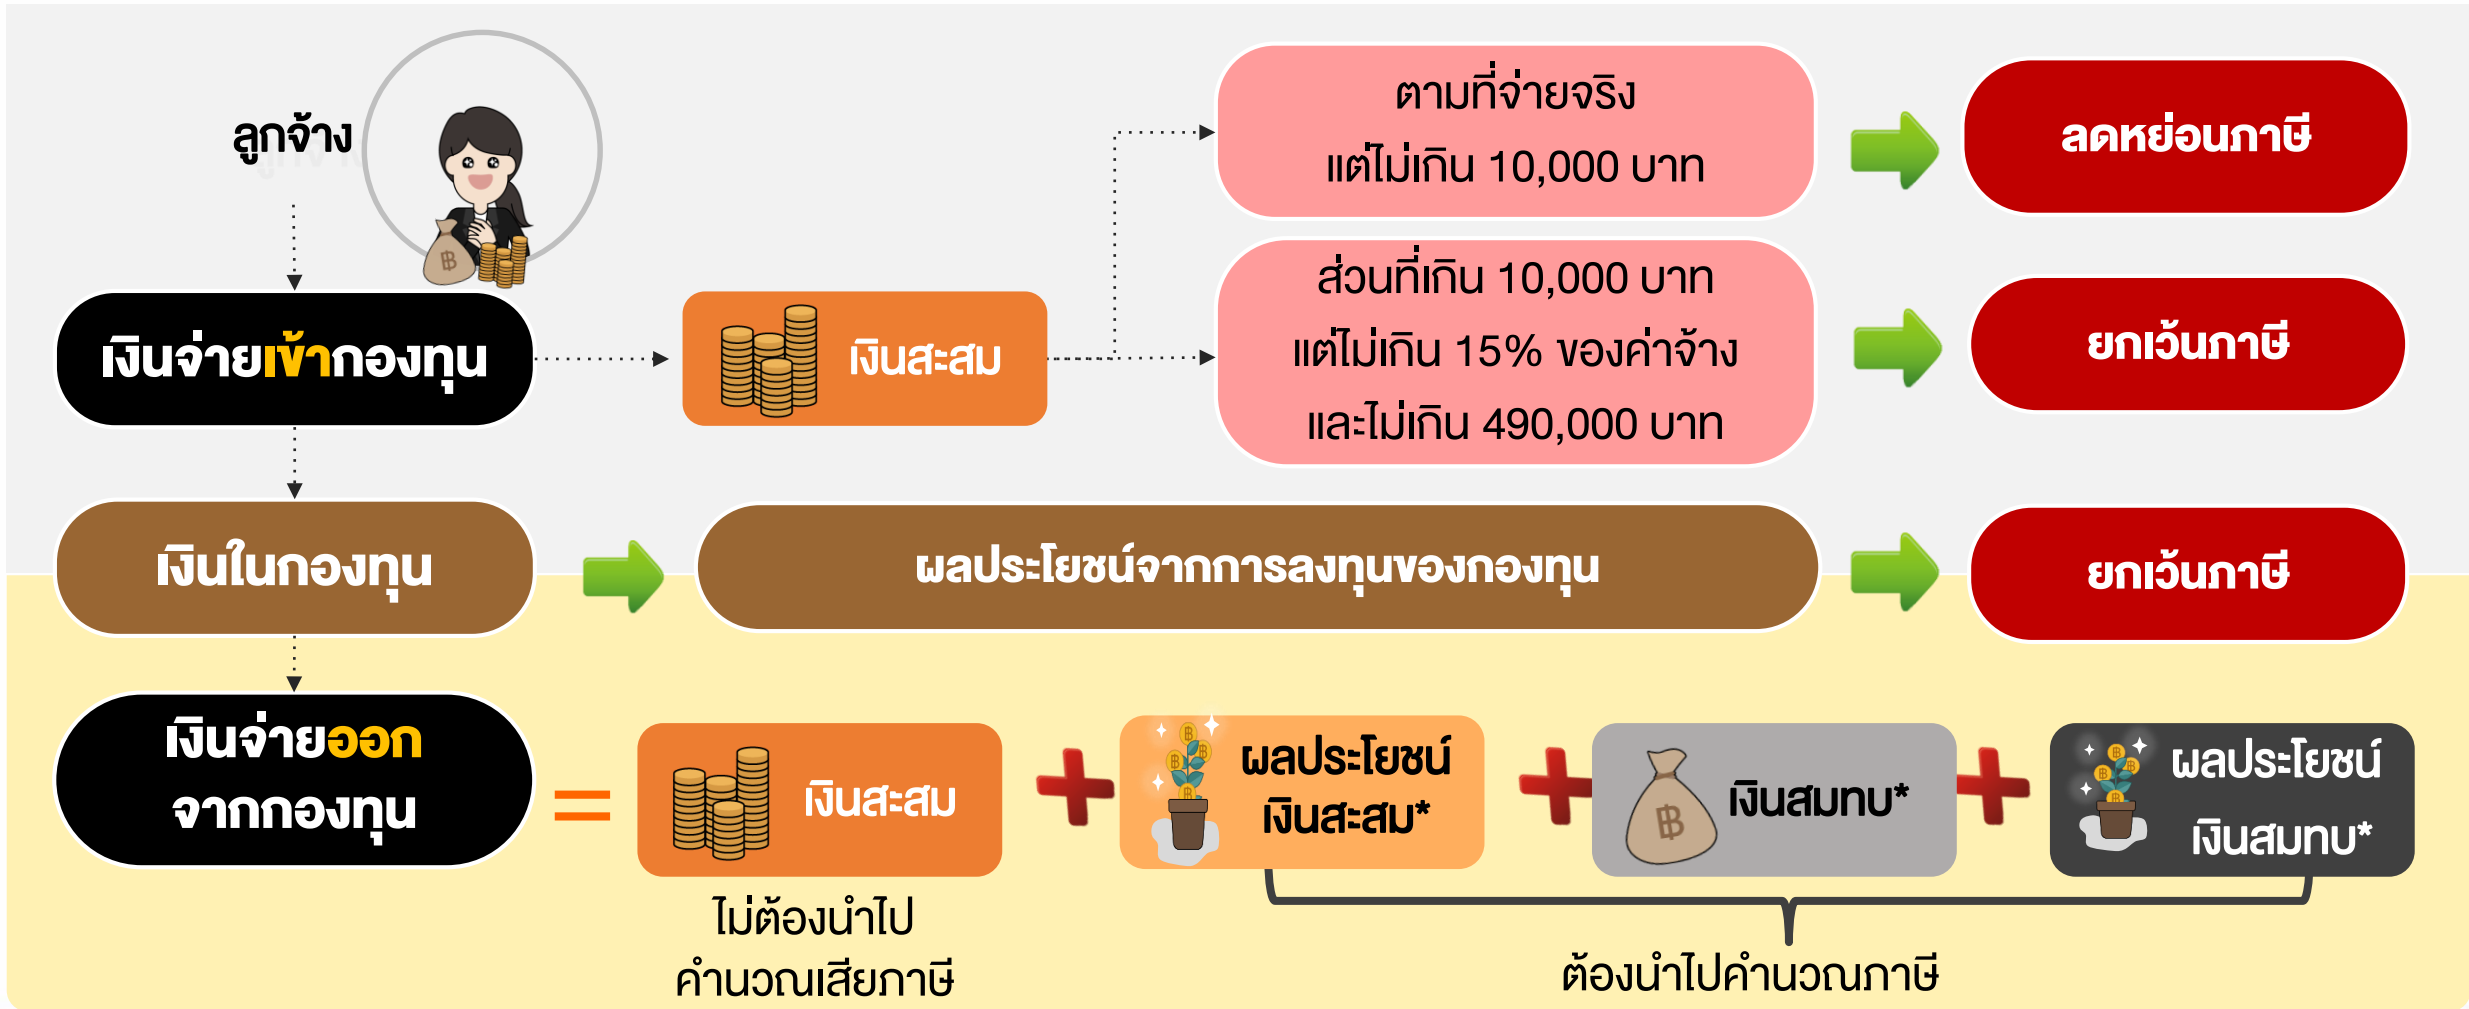 ลูกจ้าง
ตามที่จ่ายจริง
แต่ไม่เกิน 10,000 บาท
ลดหย่อนภาษี
เงินจ่ายเข้ากองทุน
เงินสะสม
ส่วนที่เกิน 10,000 บาท
แต่ไม่เกิน 15% ของค่าจ้าง
และไม่เกิน 490,000 บาท
ยกเว้นภาษี
เงินในกองทุน
ผลประโยชน์จากการลงทุนของกองทุน
ยกเว้นภาษี
เงินจ่ายออก
จากกองทุน
=
เงินสะสม
ผลประโยชน์
เงินสะสม*
เงินสมทบ*
ผลประโยชน์
เงินสมทบ*
ไม่ต้องนำไป
คำนวณเสียภาษี
ต้องนำไปคำนวณภาษี